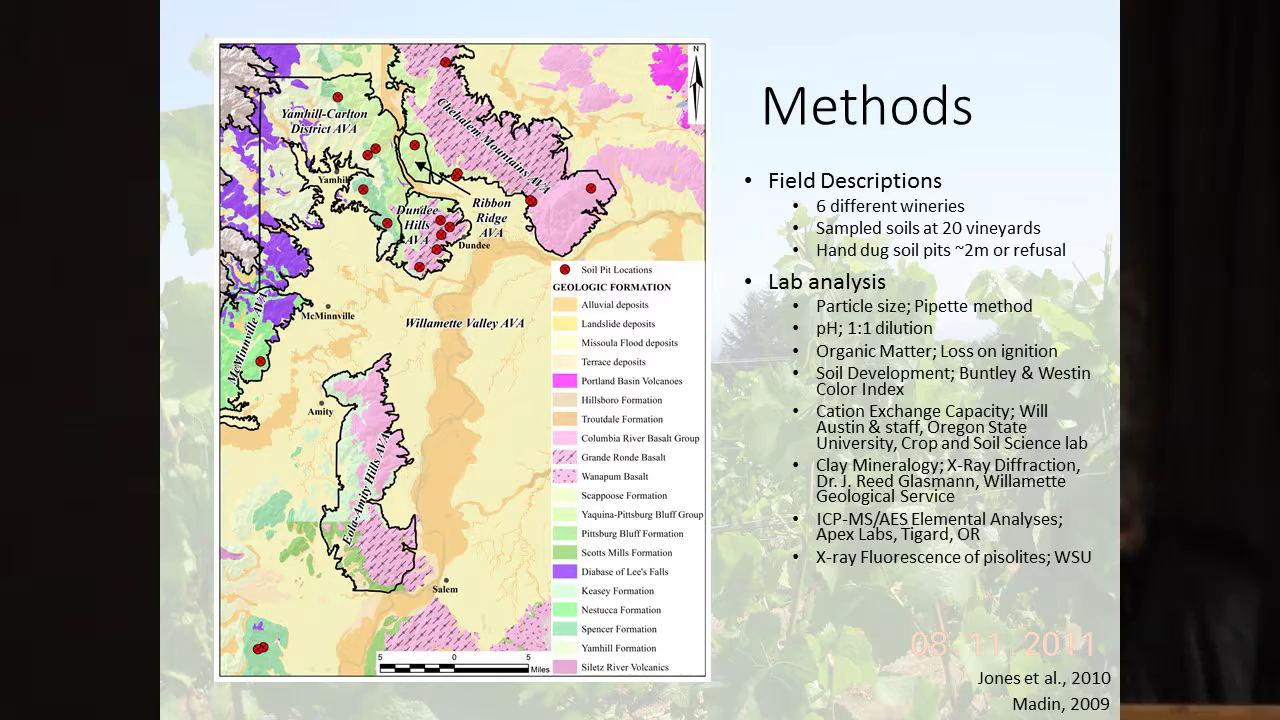 Methods
• Field Descriptions
• 6 different wineries
• Sampled soils at 20 vineyards
• Hand dug soil pits ~2m or refusal
• Lab analysis
• Particle size; Pipette method
• pH; 1:1 dilution
• Organic Matter; Loss on ignition
• Soil Development; Buntley & Westin
Color Index
• Cation Exchange Capacity; Will
Austin & staff, Oregon State
University, Crop and Soil Science lab
• Clay Mineralogy; X-Ray Diffraction,
Dr. J. Reed Glasmann, Willamette
Geological Service
• ICP-MS/AES Elemental Analyses;
Apex Labs, Tigard, OR
• X-ray Fluorescence of pisolites; WSU
08 11 2011
Jones et al., 2010
Madin, 2009
N
Yamhill-Carlton
District AVA
Chehalem Mountains AVA
Yamhill
Ribbon
Ridge
AVA
Dundee
Hills
AVA
Dundee
McMinnville
McMinnville AVA
Willamette Valley AVA
Amity
Eola-Amity Hills AVA
Salem
Soil Pit Locations
GEOLOGIC FORMATION
Alluvial deposits
Landslide deposits
Missoula Flood deposits
Terrace deposits
Portland Basin Volcanoes
Hillsboro Formation
Troutdale Formation
Columbia River Basalt Group
Grande Ronde Basalt
Wanapum Basalt
Scappoose Formation
Yaquina-Pittsburg Bluff Group
Pittsburg Bluff Formation
Scotts Mills Formation
Diabase of Lee's Falls
Keasey Formation
Nestucca Formation
Spencer Formation
Yamhill Formation
Siletz River Volcanics
5 0 5
Miles